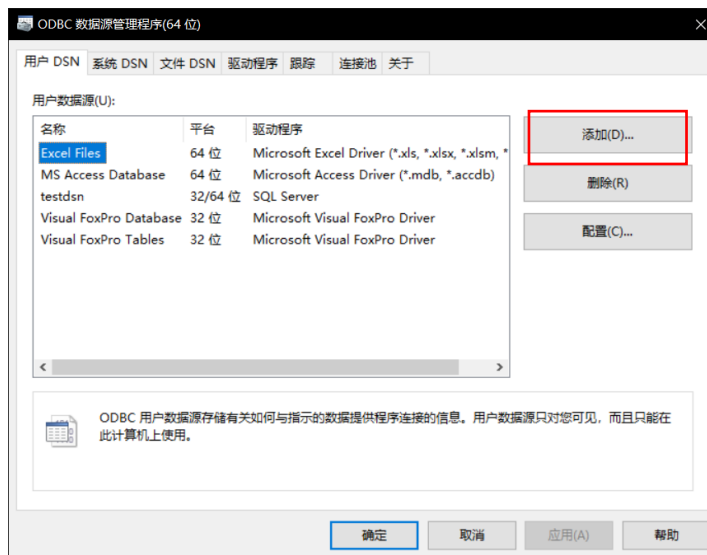 ODBC 数据源管理程序(64 位)
用户 DSN 系统 DSN 文件 DSN 驱动程序 跟踪 连接池 关于
用户数据源(U):
名称 平台 驱动程序
Excel Files 64 位 Microsoft Excel Driver (*.xls, *.xlsx, *.xlsm, *
MS Access Database 64 位 Microsoft Access Driver (*.mdb, *.accdb)
testdsn 32/64 位 SQL Server
Visual FoxPro Database 32 位 Microsoft Visual FoxPro Driver
Visual FoxPro Tables 32 位 Microsoft Visual FoxPro Driver
添加(D)...
删除(R)
配置(C)...
ODBC 用户数据源存储有关如何与指示的数据提供程序连接的信息。用户数据源只对您可见，而且只能在
此计算机上使用。
确定 取消 应用(A) 帮助